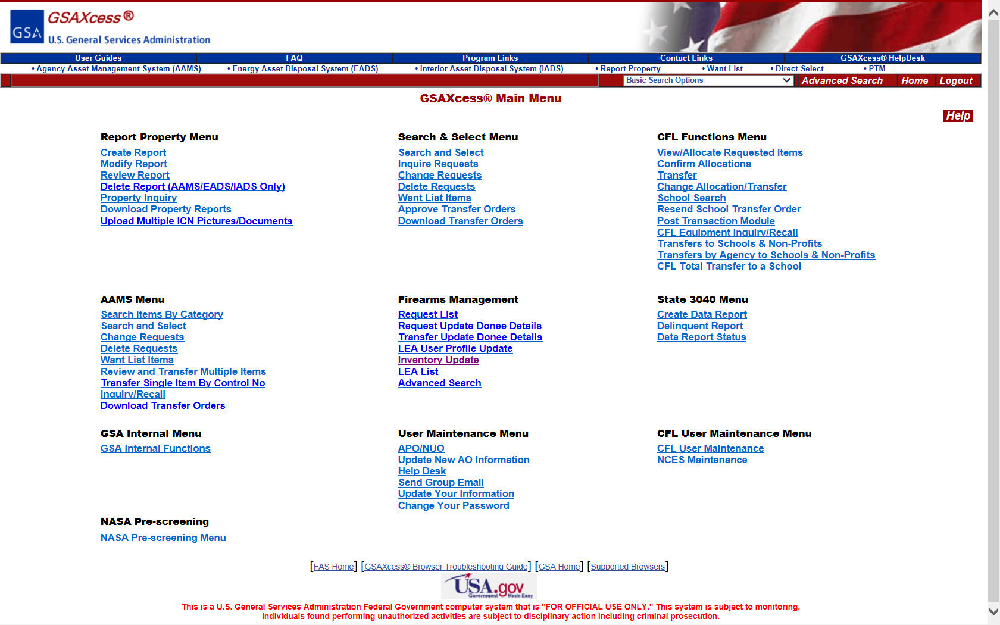 GSAXcess®
GSA
U.S. General Services Administration
User Guides FAQ Program Links Contact Links GSAXcess® HelpDesk
• Agency Asset Management System (AAMS) • Energy Asset Disposal System (EADS) • Interior Asset Disposal System (IADS) • Report Property • Want List • Direct Select • PTM
Basic Search Options Advanced Search Home Logout
GSAXcess® Main Menu
Help
Report Property Menu
Create Report
Modify Report
Review Report
Delete Report (AAMS/EADS/IADS Only)
Property Inquiry
Download Property Reports
Upload Multiple ICN Pictures/Documents
Search & Select Menu
Search and Select
Inquire Requests
Change Requests
Delete Requests
Want List Items
Approve Transfer Orders
Download Transfer Orders
CFL Functions Menu
View/Allocate Requested Items
Confirm Allocations
Transfer
Change Allocation/Transfer
School Search
Resend School Transfer Order
Post Transaction Module
CFL Equipment Inquiry/Recall
Transfers to Schools & Non-Profits
Transfers by Agency to Schools & Non-Profits
CFL Total Transfer to a School
AAMS Menu
Search Items By Category
Search and Select
Change Requests
Delete Requests
Want List Items
Review and Transfer Multiple Items
Transfer Single Item By Control No
Inquiry/Recall
Download Transfer Orders
Firearms Management
Request List
Request Update Donee Details
Transfer Update Donee Details
LEA User Profile Update
Inventory Update
LEA List
Advanced Search
State 3040 Menu
Create Data Report
Delinquent Report
Data Report Status
GSA Internal Menu
GSA Internal Functions
User Maintenance Menu
APO/NUO
Update New AO Information
Help Desk
Send Group Email
Update Your Information
Change Your Password
CFL User Maintenance Menu
CFL User Maintenance
NCES Maintenance
NASA Pre-screening
NASA Pre-screening Menu
[FAS Home] [GSAXcess® Browser Troubleshooting Guide] [GSA Home] [Supported Browsers]
USA.gov
Government Made Easy
This is a U.S. General Services Administration Federal Government computer system that is "FOR OFFICIAL USE ONLY." This system is subject to monitoring.
Individuals found performing unauthorized activities are subject to disciplinary action including criminal prosecution.